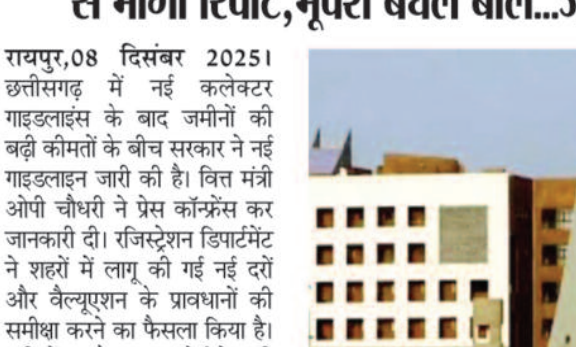 से मांगी रिपोर्ट,भूपेश बघेल बोले...
रायपुर,08 दिसंबर 2025।
छत्तीसगढ़ में नई कलेक्टर
गाइडलाइंस के बाद जमीनों की
बढ़ी कीमतों के बीच सरकार ने नई
गाइडलाइन जारी की है। वित्त मंत्री
ओपी चौधरी ने प्रेस कॉन्फ्रेंस कर
जानकारी दी। रजिस्ट्रेशन डिपार्टमेंट
ने शहरों में लागू की गई नई दरों
और वैल्यूएशन के प्रावधानों की
समीक्षा करने का फैसला किया है।